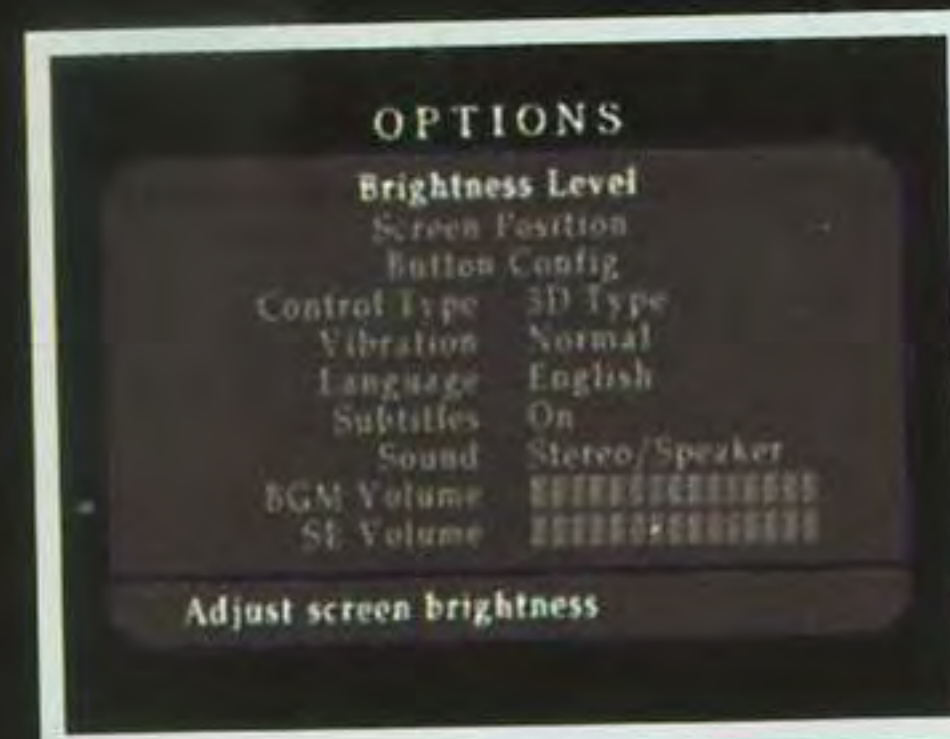 OPTIONS
Brightness Level
Screen Position
Button Config
Control Type 3D Type
Vibration Normal
Language English
Subtitles On
Sound Stereo/Speaker
BGM Volume
SE Volume
Adjust screen brightness